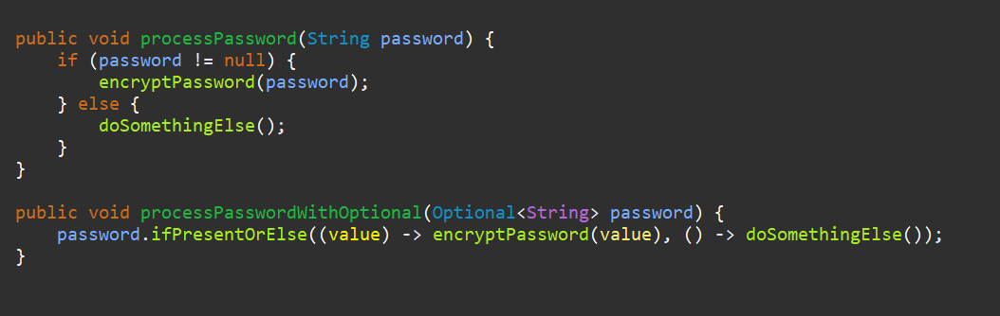 public void processPassword(String password) {
    if (password != null) {
        encryptPassword(password);
    } else {
        doSomethingElse();
    }
}

public void processPasswordWithOptional(Optional<String> password) {
    password.ifPresentOrElse((value) -> encryptPassword(value), () -> doSomethingElse());
}